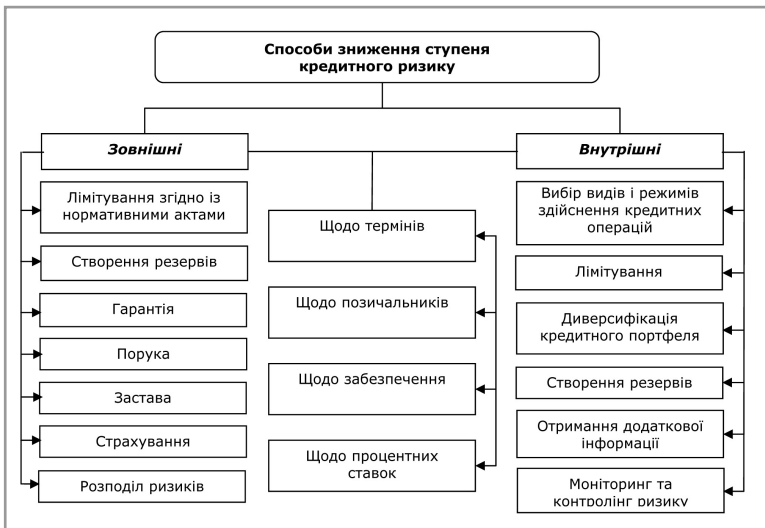 Способи зниження ступеня
кредитного ризику
Зовнішні
Лімітування згідно із
нормативними актами
Створення резервів
Гарантія
Порука
Застава
Страхування
Розподіл ризиків
Щодо термінів
Щодо позичальників
Щодо забезпечення
Щодо процентних
ставок
Внутрішні
Вибір видів і режимів
здійснення кредитних
операцій
Лімітування
Диверсифікація
кредитного портфеля
Створення резервів
Отримання додаткової
інформації
Моніторинг та
контролінг ризику